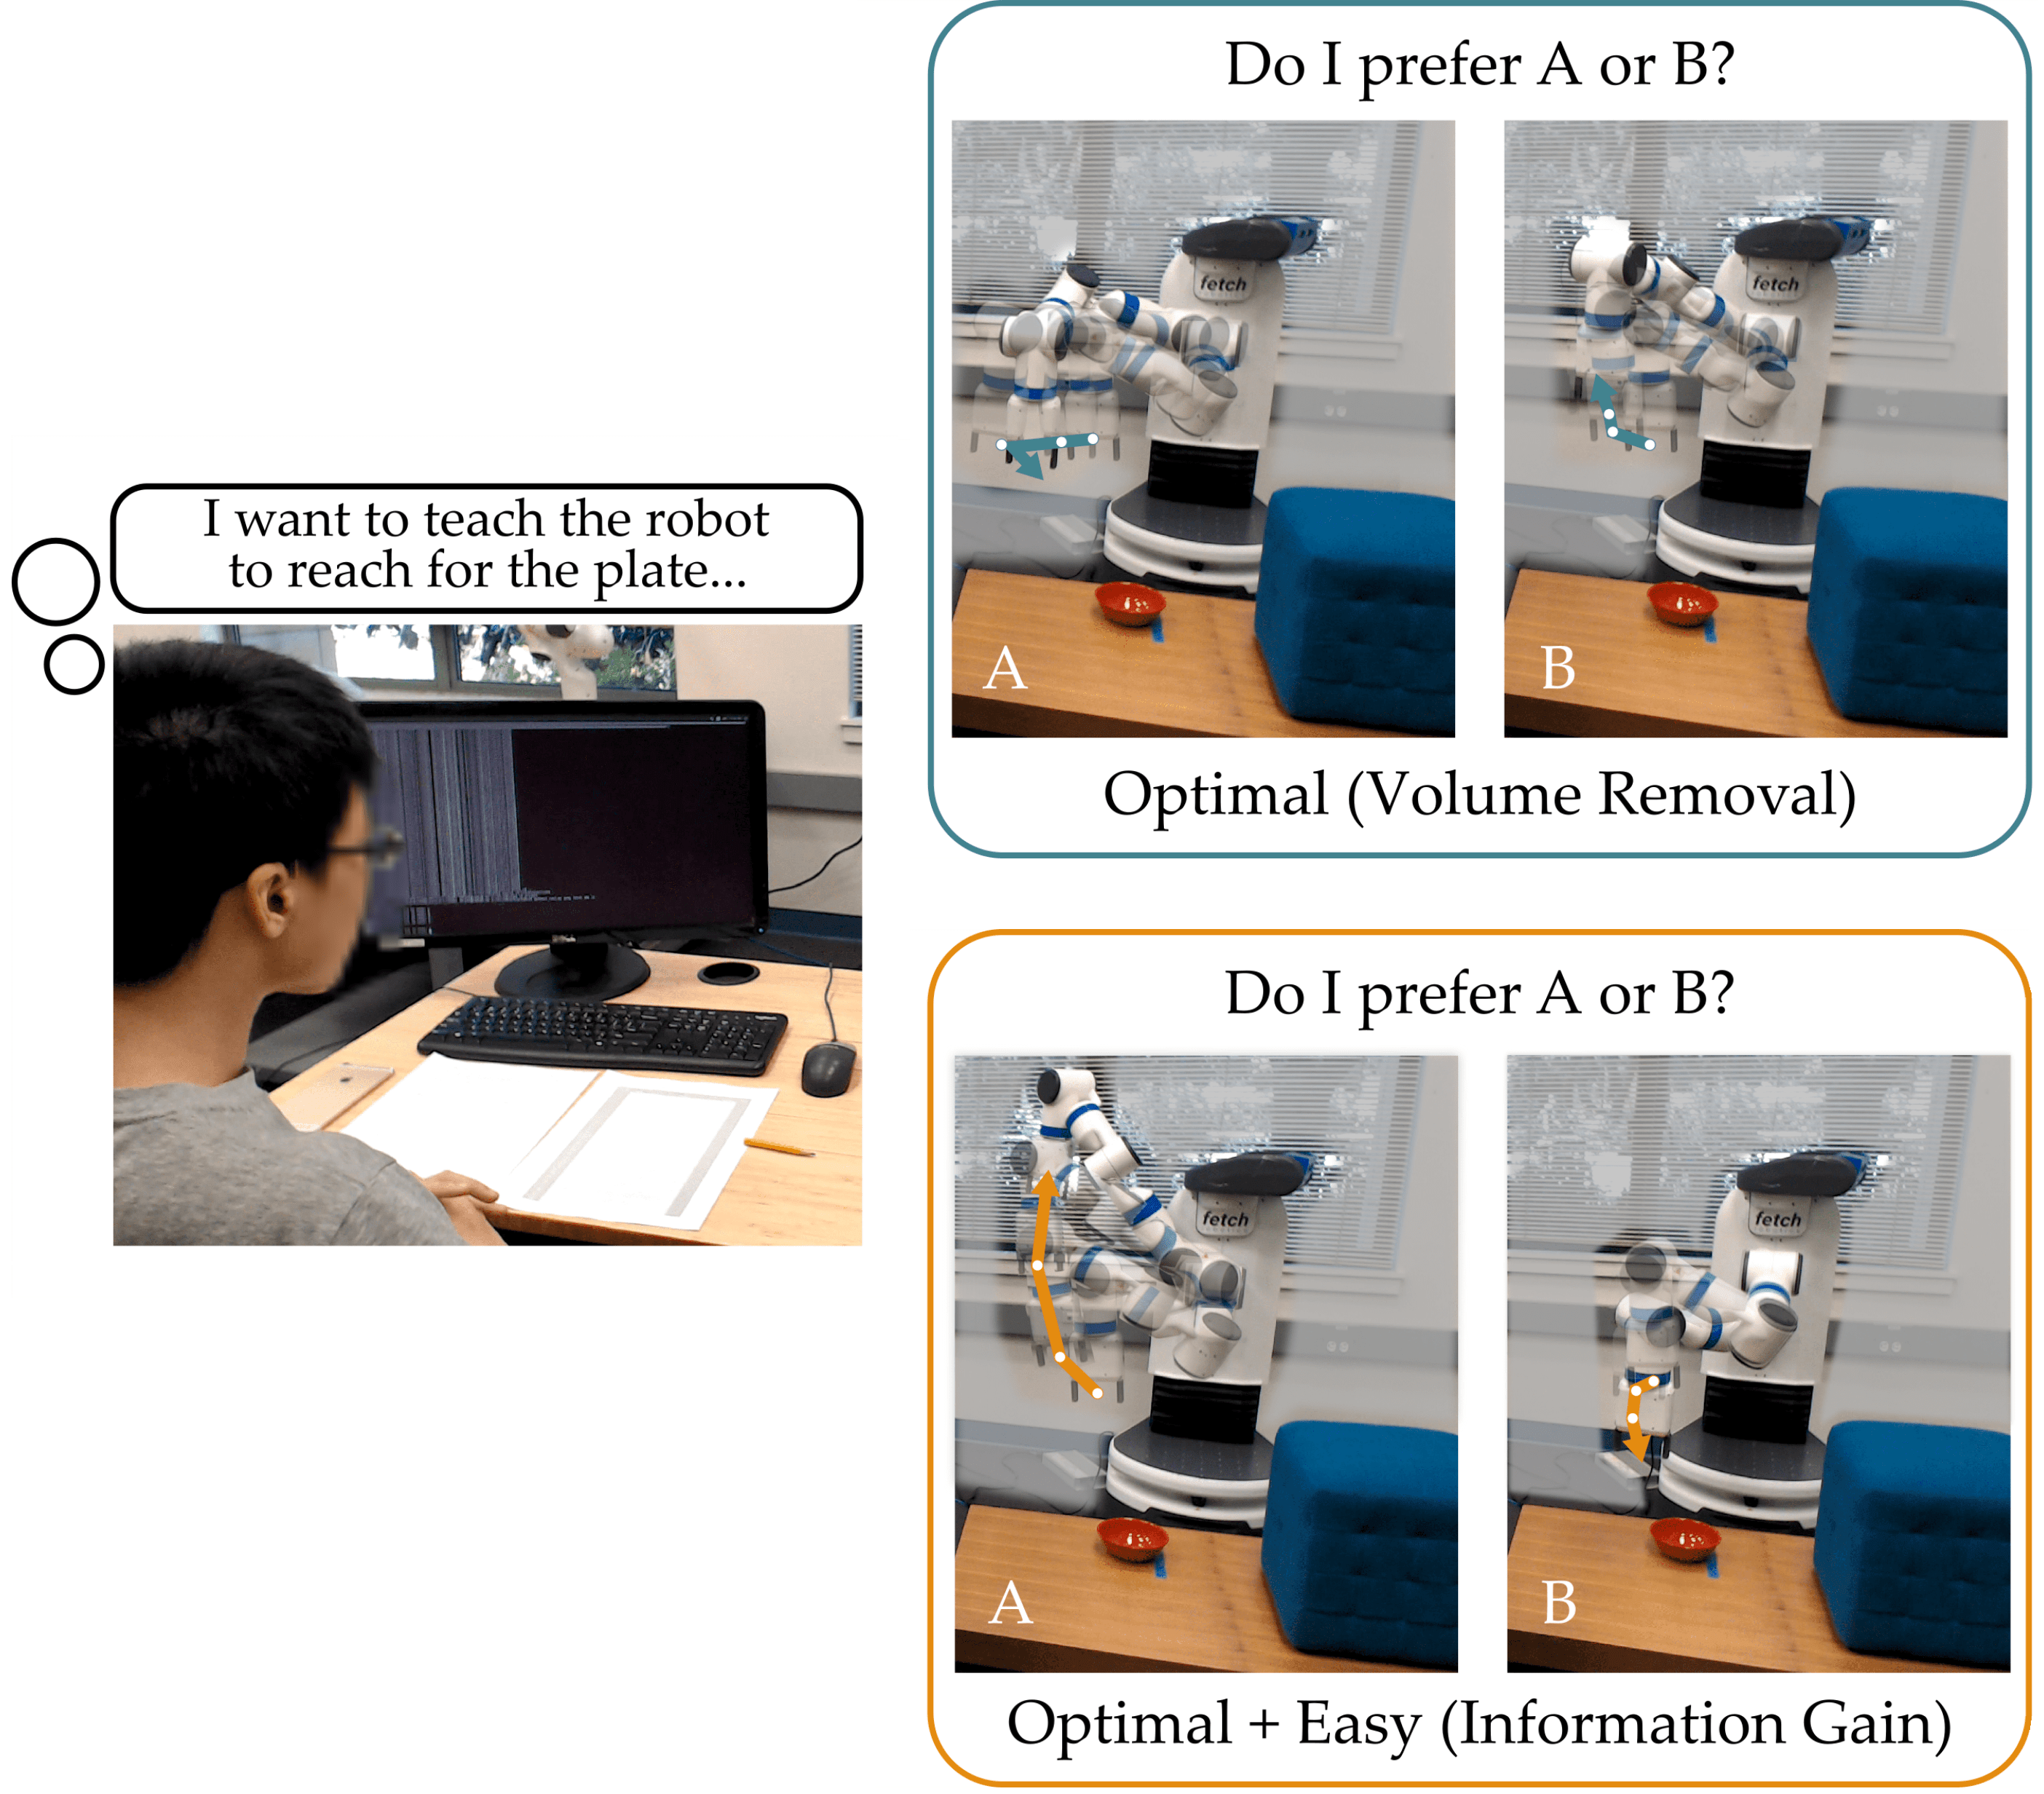 I want to teach the robot
to reach for the plate...
Do I prefer A or B?
fetch
fetch
A
B
Optimal (Volume Removal)
Do I prefer A or B?
fetch
fetch
A
B
Optimal + Easy (Information Gain)